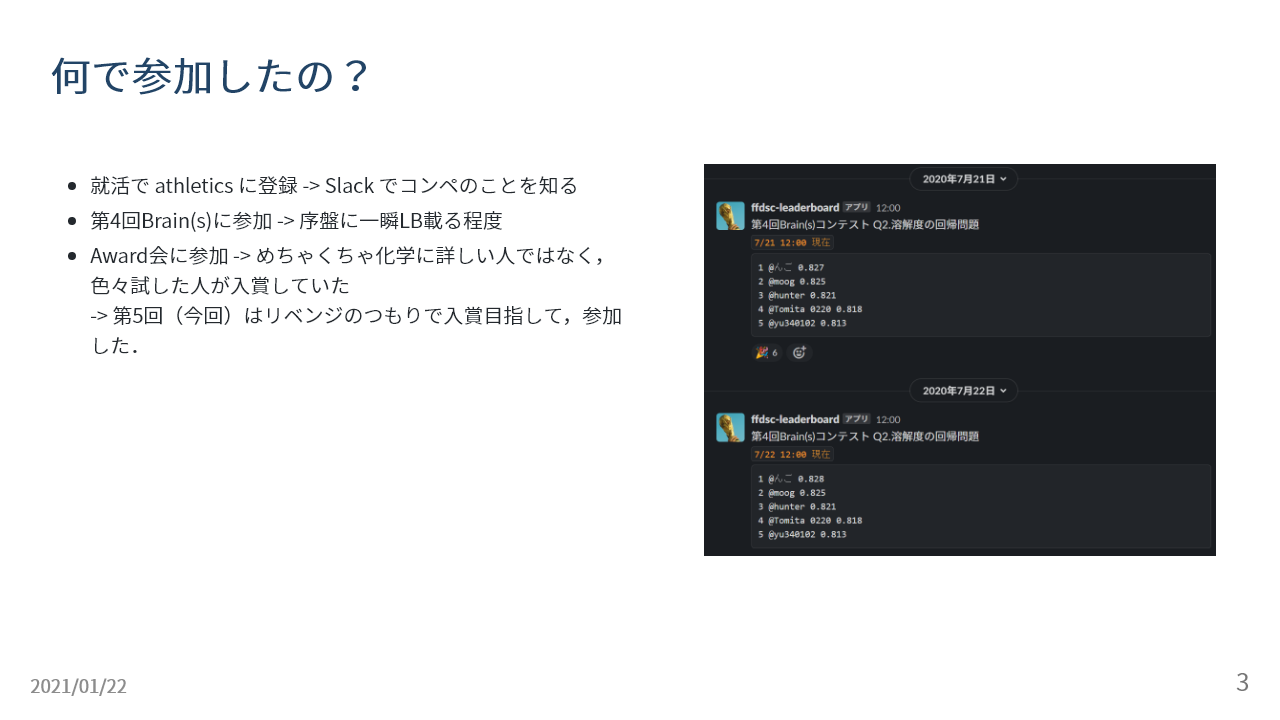 何で参加したの？
• 就活で athletics に登録 -> Slack でコンペのことを知る
• 第4回Brain(s)に参加 -> 序盤に一瞬LB載る程度
• Award会に参加 -> めちゃくちゃ化学に詳しい人ではなく，
色々試した人が入賞していた
-> 第5回（今回）はリベンジのつもりで入賞目指して，参加
した．
2020年7月21日
ffdsc-leaderboard アプリ 12:00
第4回Brain(s)コンテスト Q2.溶解度の回帰問題
7/21 12:00 現在
1 @んご 0.827
2 @moog 0.825
3 @hunter 0.821
4 @Tomita 0220 0.818
5 @yu340102 0.813
6
2020年7月22日
ffdsc-leaderboard アプリ 12:00
第4回Brain(s)コンテスト Q2.溶解度の回帰問題
7/22 12:00 現在
1 @んご 0.828
2 @moog 0.825
3 @hunter 0.821
4 @Tomita 0220 0.818
5 @yu340102 0.813
2021/01/22
3